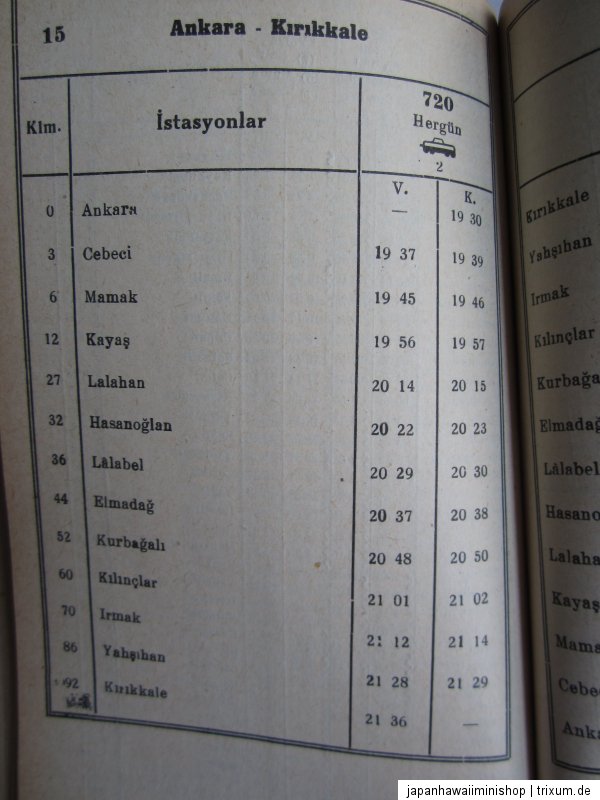 15 Ankara - Kırıkkale
Klm. İstasyonlar 720
Hergün
2
V. K.
0 Ankara — 19 30
3 Cebeci 19 37 19 39
6 Mamak 19 45 19 46
12 Kayaş 19 56 19 57
27 Lalahan 20 14 20 15
32 Hasanoğlan 20 22 20 23
36 Lâlabel 20 29 20 30
44 Elmadağ 20 37 20 38
52 Kurbağalı 20 48 20 50
60 Kılınçlar 21 01 21 02
70 Irmak 21 12 21 14
86 Yahşıhan 21 28 21 29
92 Kırıkkale 21 36 —
Kırıkkale
Yahşıhan
Irmak
Kılınçlar
Kurbağa
Elmadağ
Lâlabel
Hasano
Lalaha
Kayaş
Mama
Cebe
Anka
japanhawaiiminishop | trixum.de